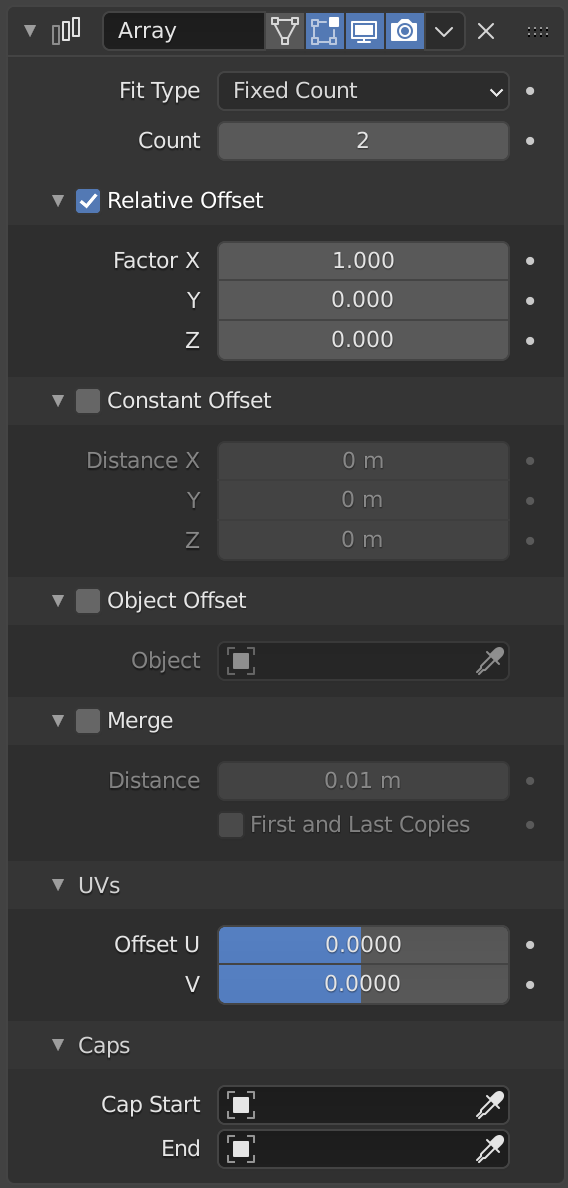 Array
Fit Type Fixed Count
Count 2
Relative Offset
Factor X 1.000
Y 0.000
Z 0.000
Constant Offset
Distance X 0 m
Y 0 m
Z 0 m
Object Offset
Object
Merge
Distance 0.01 m
First and Last Copies
UVs
Offset U 0.0000
V 0.0000
Caps
Cap Start
End